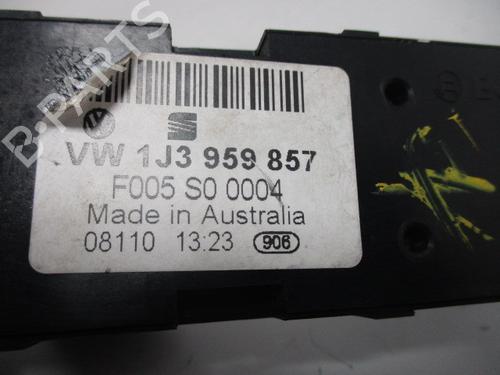 B-PARTS
VW 1J3 959 857
F005 S0 0004
Made in Australia
08110 13:23 906